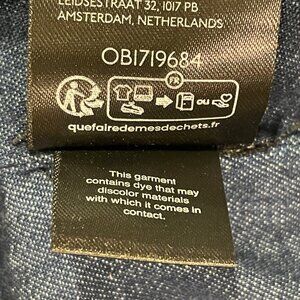 LEIDSESTRAAT 32, 1017 PB
AMSTERDAM, NETHERLANDS
OB1719684
FR
OU
quefairedemesdechets.fr
This garment
contains dye that may
discolor materials
with which it comes in
contact.